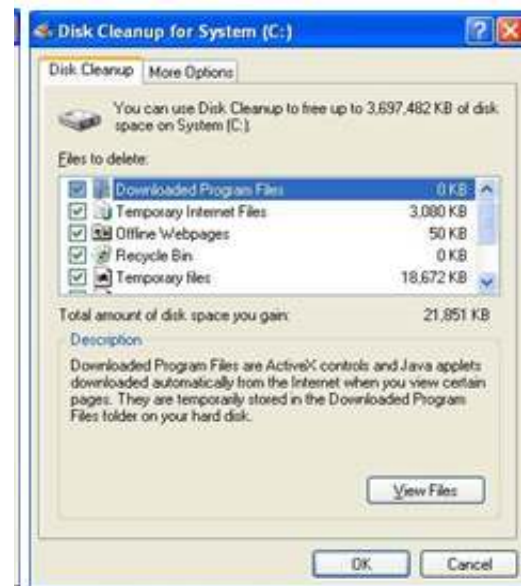 Disk Cleanup for System (C:)
Disk Cleanup
More Options
You can use Disk Cleanup to free up to 3,697,482 KB of disk
space on System (C:)
Files to delete:
Downloaded Program Files 0 KB
Temporary Internet Files 3,080 KB
Offline Webpages 50 KB
Recycle Bin 0 KB
Temporary files 18,672 KB
Total amount of disk space you gain: 21,851 KB
Description
Downloaded Program Files are ActiveX controls and Java applets
downloaded automatically from the Internet when you view certain
pages. They are temporarily stored in the Downloaded Program
Files folder on your hard disk.
View Files
OK
Cancel